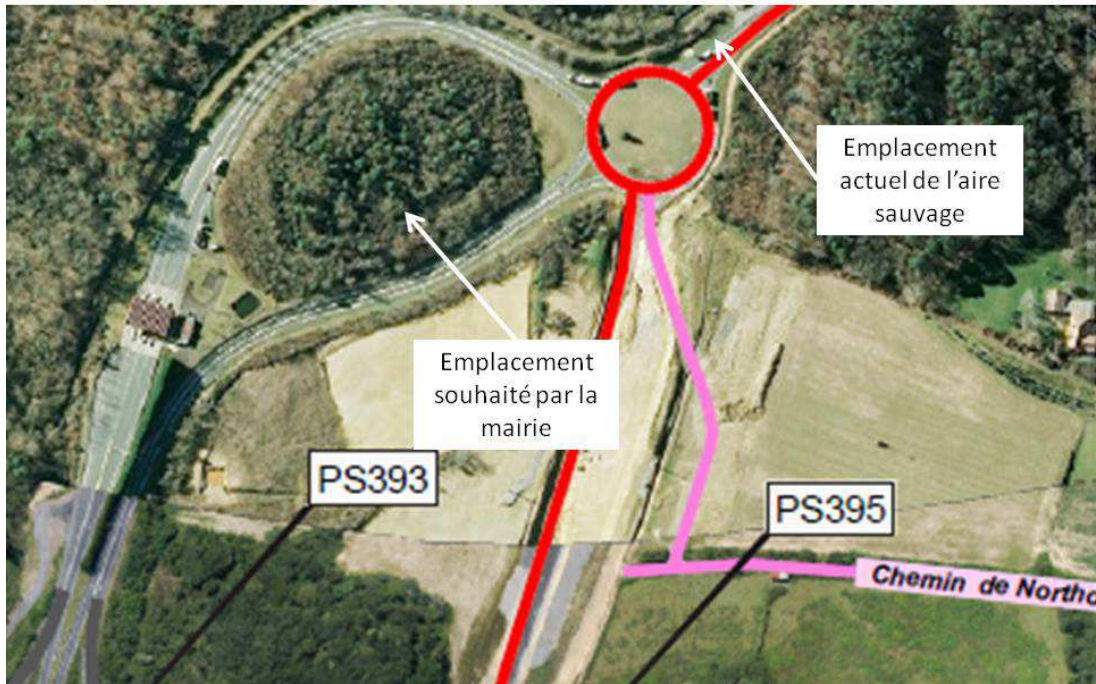 Emplacement
actuel de l'aire
sauvage
Emplacement
souhaité par la
mairie
PS393
PS395
Chemin de Northo